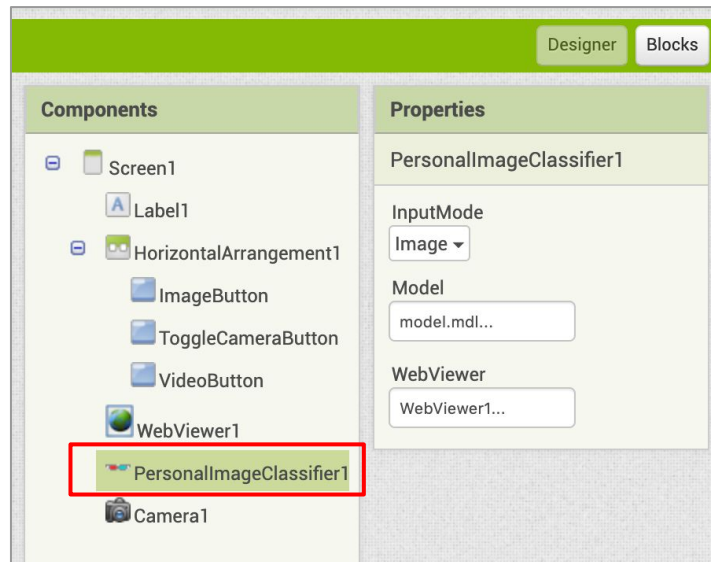 Designer
Blocks
Components
Screen1
A Label1
HorizontalArrangement1
ImageButton
ToggleCameraButton
VideoButton
WebViewer1
PersonalImageClassifier1
Camera1
Properties
PersonalImageClassifier1
InputMode
Image
Model
model.mdl...
WebViewer
WebViewer1...